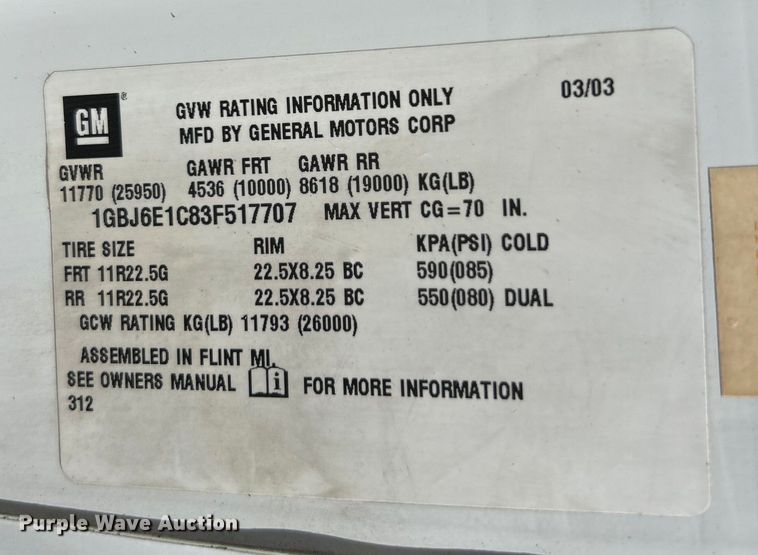 GM ®
GVW RATING INFORMATION ONLY 03/03
MFD BY GENERAL MOTORS CORP
GVWR GAWR FRT GAWR RR
11770 (25950) 4536 (10000) 8618 (19000) KG(LB)
1GBJ6E1C83F517707 MAX VERT CG=70 IN.
TIRE SIZE RIM KPA(PSI) COLD
FRT 11R22.5G 22.5X8.25 BC 590(085)
RR 11R22.5G 22.5X8.25 BC 550(080) DUAL
GCW RATING KG(LB) 11793 (26000)
ASSEMBLED IN FLINT MI.
SEE OWNERS MANUAL i FOR MORE INFORMATION
312
Purple Wave Auction